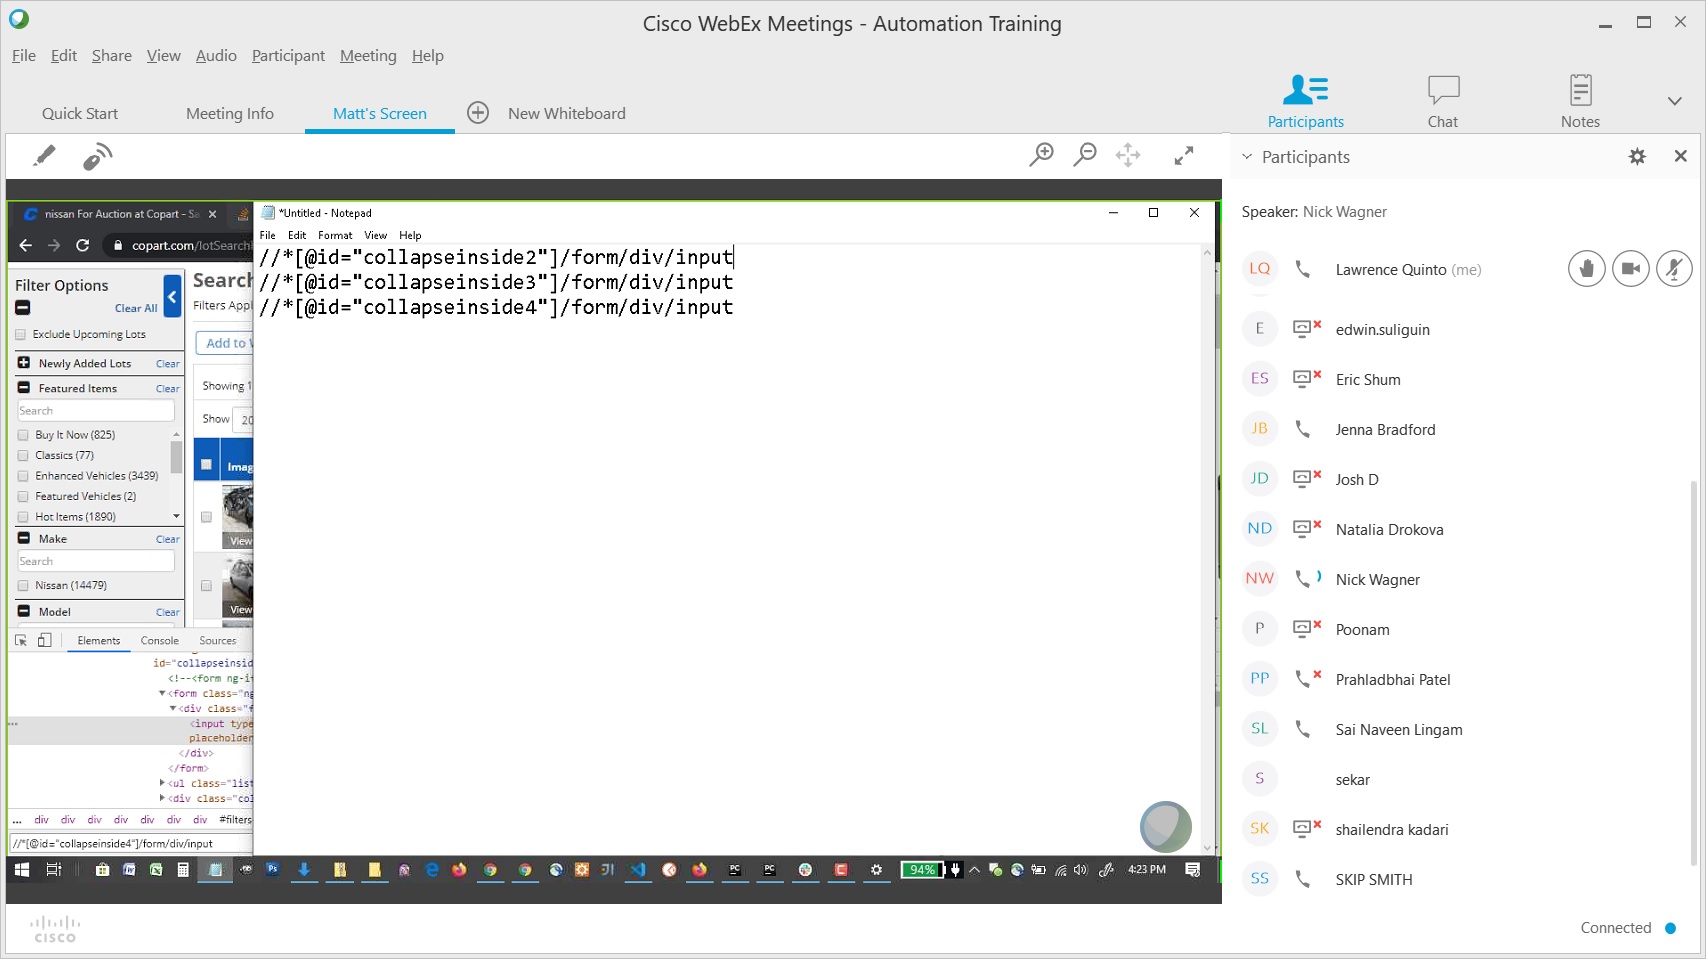 Cisco WebEx Meetings - Automation Training
File Edit Share View Audio Participant Meeting Help
Quick Start Meeting Info Matt's Screen New Whiteboard
Participants Chat Notes
Participants
Speaker: Nick Wagner
LQ Lawrence Quinto (me)
E edwin.suliguin
ES Eric Shum
JB Jenna Bradford
JD Josh D
ND Natalia Drokova
NW Nick Wagner
P Poonam
PP Prahladbhai Patel
SL Sai Naveen Lingam
S sekar
SK shailendra kadari
SS SKIP SMITH
Connected
nissan For Auction at Copart - Sa
copart.com/lotSearch
*Untitled - Notepad
File Edit Format View Help
//*[@id="collapseinside2"]/form/div/input
//*[@id="collapseinside3"]/form/div/input
//*[@id="collapseinside4"]/form/div/input
Filter Options
Clear All
Exclude Upcoming Lots
Newly Added Lots Clear
Featured Items Clear
Search
Buy It Now (825)
Classics (77)
Enhanced Vehicles (3439)
Featured Vehicles (2)
Hot Items (1890)
Make Clear
Search
Nissan (14479)
Model Clear
Search
Filters Appl
Add to
Showing 1
Show 20
Imag
View
View
Elements Console Sources
id="collapseinsid
<!--<form ng-i
<form class="ng
<div class="f
<input type
placeholder
</div>
</form>
<ul class="list
<div class="col
... div div div div div div div #filters
//*[@id="collapseinside4"]/form/div/input
94% 4:23 PM
CISCO